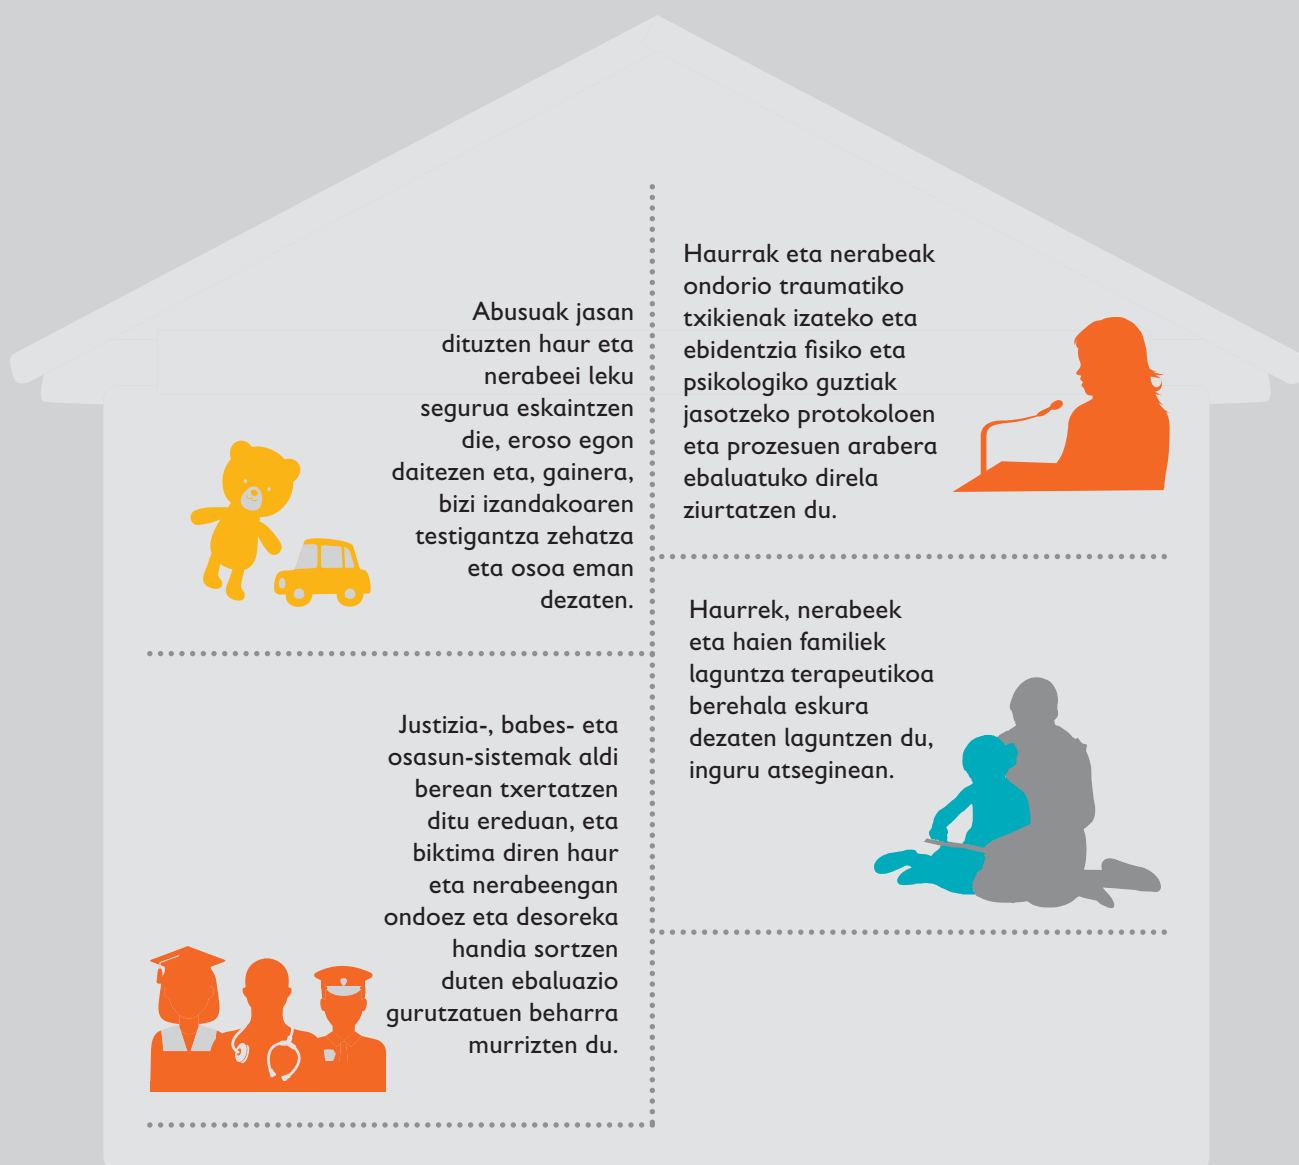 Abusuak jasan
dituzten haur eta
nerabeei leku
segurua eskaintzen
die, eroso egon
daitezen eta, gainera,
bizi izandakoaren
testigantza zehatza
eta osoa eman
dezaten.
Haurrak eta nerabeak
ondorio traumatiko
txikienak izateko eta
ebidentzia fisiko eta
psikologiko guztiak
jasotzeko protokoloen
eta prozesuen arabera
ebaluatuko direla
ziurtatzen du.
Justizia-, babes- eta
osasun-sistemak aldi
berean txertatzen
ditu ereduan, eta
biktima diren haur
eta nerabeengan
ondoez eta desoreka
handia sortzen
duten ebaluazio
gurutzatuen beharra
murrizten du.
Haurrek, nerabeek
eta haien familiek
laguntza terapeutikoa
berehala eskura
dezaten laguntzen du,
inguru atseginean.